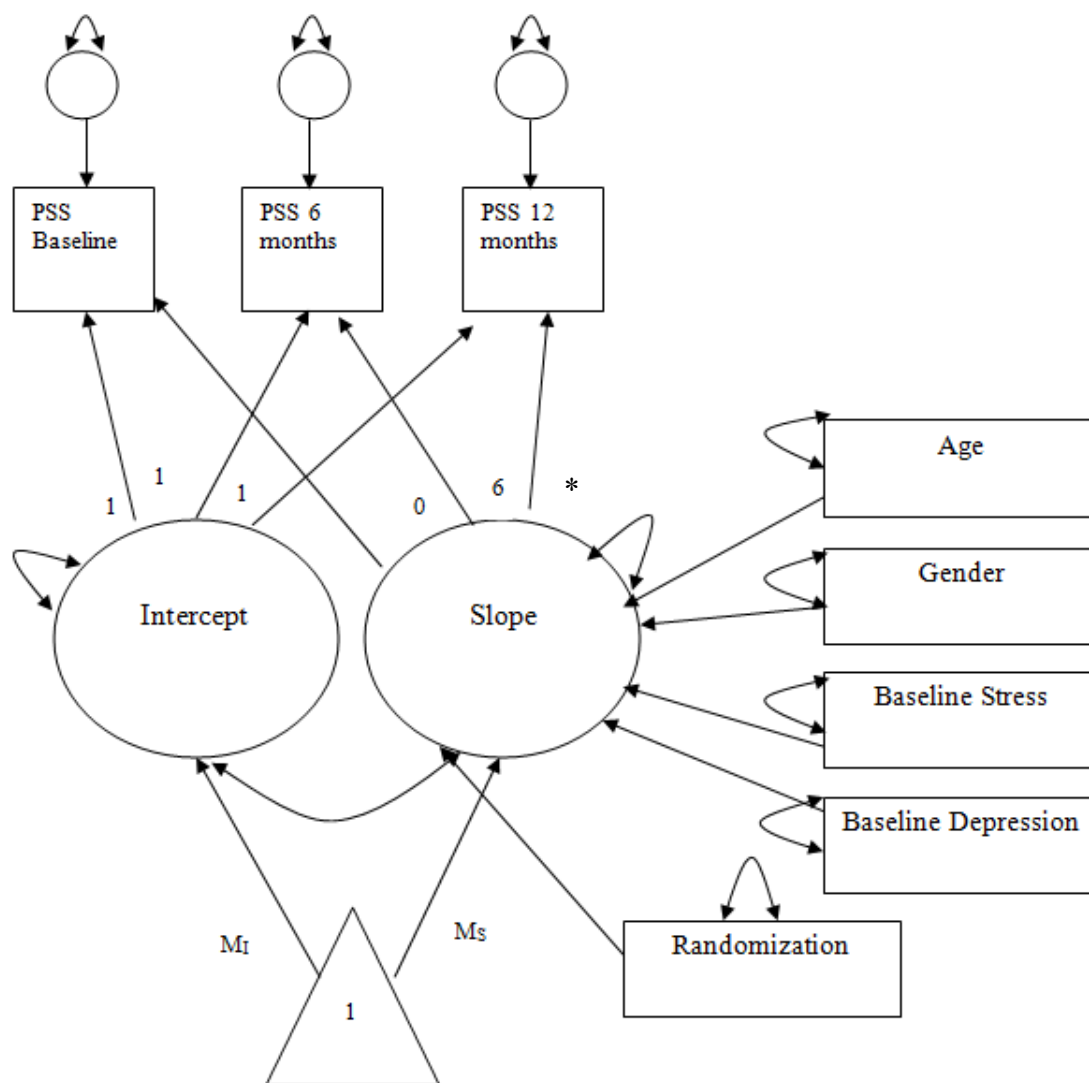 PSS
Baseline
PSS 6
months
PSS 12
months
1
1
1
0
6
*
Age
Gender
Intercept
Slope
Baseline Stress
Baseline Depression
Randomization
MI
MS
1